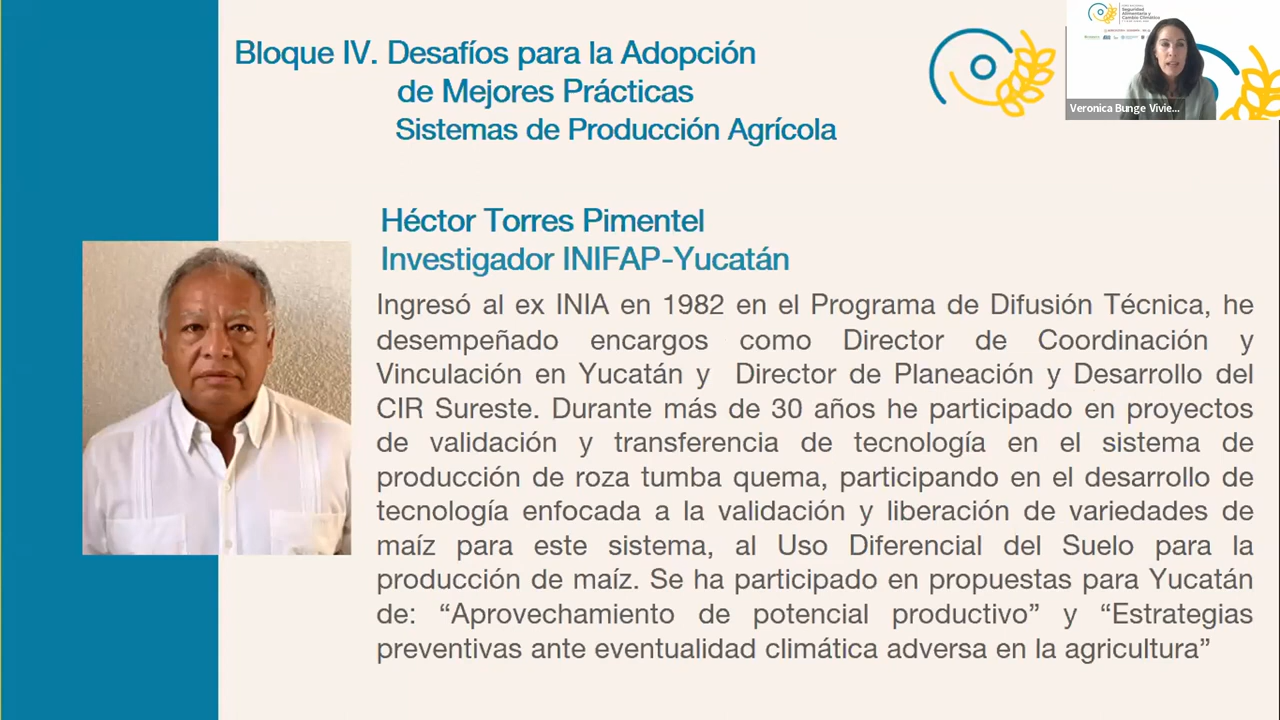 Bloque IV. Desafíos para la Adopción
de Mejores Prácticas
Sistemas de Producción Agrícola
Seguridad
Alimentaria y
Cambio Climático
Veronica Bunge Vivie...
Héctor Torres Pimentel
Investigador INIFAP-Yucatán
Ingresó al ex INIA en 1982 en el Programa de Difusión Técnica, he
desempeñado encargos como Director de Coordinación y
Vinculación en Yucatán y Director de Planeación y Desarrollo del
CIR Sureste. Durante más de 30 años he participado en proyectos
de validación y transferencia de tecnología en el sistema de
producción de roza tumba quema, participando en el desarrollo de
tecnología enfocada a la validación y liberación de variedades de
maíz para este sistema, al Uso Diferencial del Suelo para la
producción de maíz. Se ha participado en propuestas para Yucatán
de: “Aprovechamiento de potencial productivo” y “Estrategias
preventivas ante eventualidad climática adversa en la agricultura”